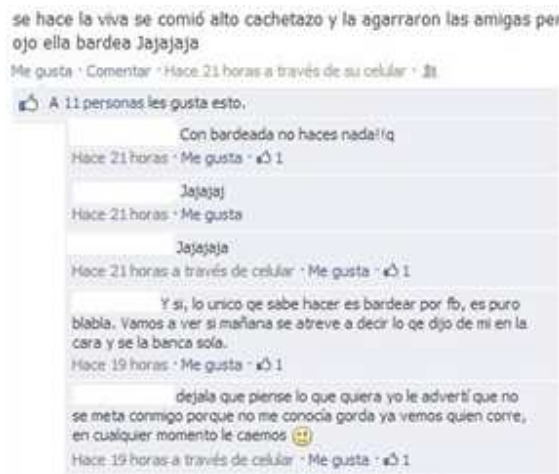 se hace la viva se comió alto cachetazo y la agarraron las amigas per
ojo ella bardea Jajajaja
Me gusta · Comentar · Hace 21 horas a través de su celular ·
A 11 personas les gusta esto.
Con bardeada no haces nada!!q
Hace 21 horas · Me gusta · 1
Jajajaj
Hace 21 horas · Me gusta
Jajajaja
Hace 21 horas a través de celular · Me gusta · 1
Y si, lo unico qe sabe hacer es bardear por fb, es puro
blabla. Vamos a ver si mañana se atreve a decir lo qe dijo de mi en la
cara y se la banca sola.
Hace 19 horas · Me gusta · 1
dejala que piense lo que quiera yo le advertí que no
se meta conmigo porque no me conocía gorda ya vemos quien corre,
en cualquier momento le caemos
Hace 19 horas a través de celular · Me gusta · 1